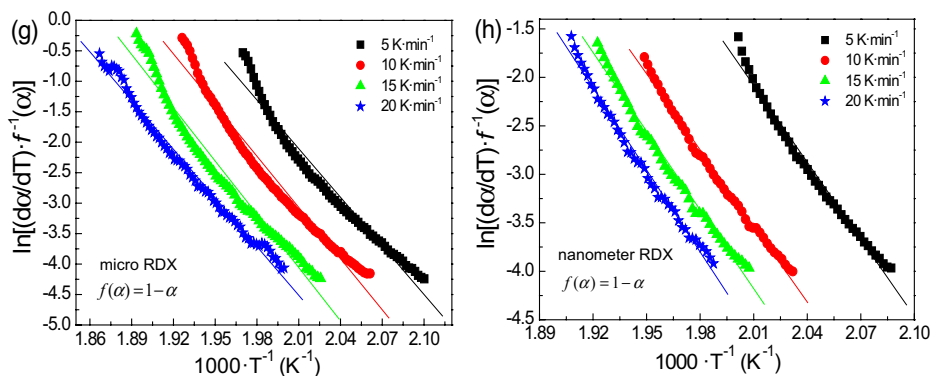 (g)
ln[(dα/dT)·f⁻¹(α)]
0.0
-0.5
-1.0
-1.5
-2.0
-2.5
-3.0
-3.5
-4.0
-4.5
-5.0
5 K·min⁻¹
10 K·min⁻¹
15 K·min⁻¹
20 K·min⁻¹
micro RDX
f(α)=1−α
1.86 1.89 1.92 1.95 1.98 2.01 2.04 2.07 2.10
1000·T⁻¹ (K⁻¹)
(h)
ln[(dα/dT)·f⁻¹(α)]
-1.5
-2.0
-2.5
-3.0
-3.5
-4.0
-4.5
5 K·min⁻¹
10 K·min⁻¹
15 K·min⁻¹
20 K·min⁻¹
nanometer RDX
f(α)=1−α
1.89 1.92 1.95 1.98 2.01 2.04 2.07 2.10
1000·T⁻¹ (K⁻¹)